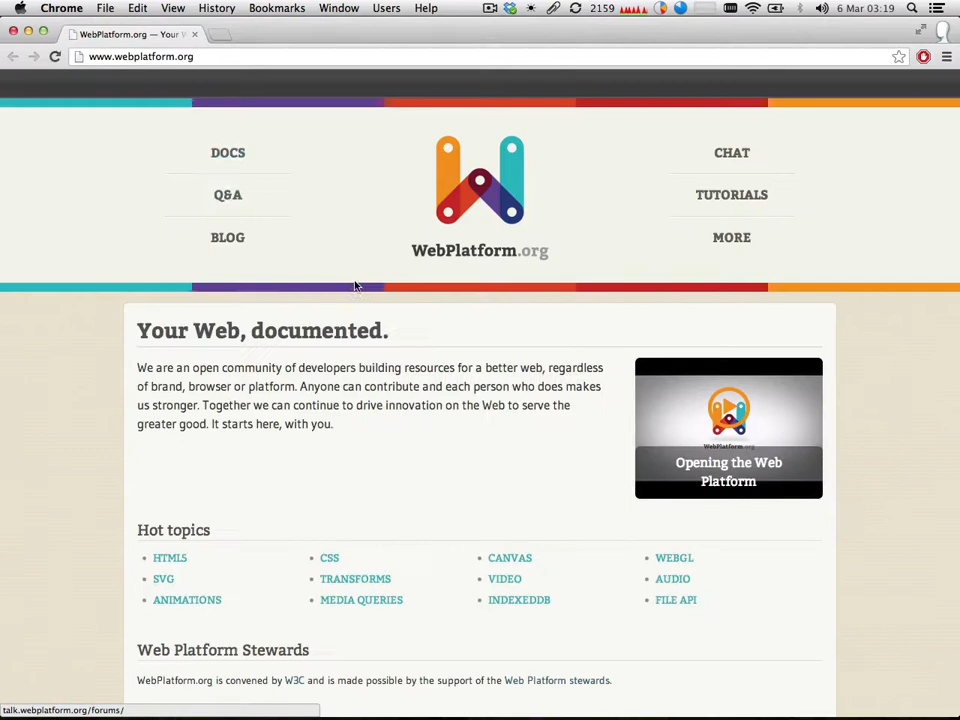 Chrome File Edit View History Bookmarks Window Users Help 2159 6 Mar 03:19
WebPlatform.org — Your W
www.webplatform.org
DOCS
Q&A
BLOG
WebPlatform.org
CHAT
TUTORIALS
MORE
Your Web, documented.
We are an open community of developers building resources for a better web, regardless
of brand, browser or platform. Anyone can contribute and each person who does makes
us stronger. Together we can continue to drive innovation on the Web to serve the
greater good. It starts here, with you.
WebPlatform.org
Opening the Web
Platform
Hot topics
HTML5 CSS CANVAS WEBGL
SVG TRANSFORMS VIDEO AUDIO
ANIMATIONS MEDIA QUERIES INDEXEDDB FILE API
Web Platform Stewards
WebPlatform.org is convened by W3C and is made possible by the support of the Web Platform stewards.
talk.webplatform.org/forums/